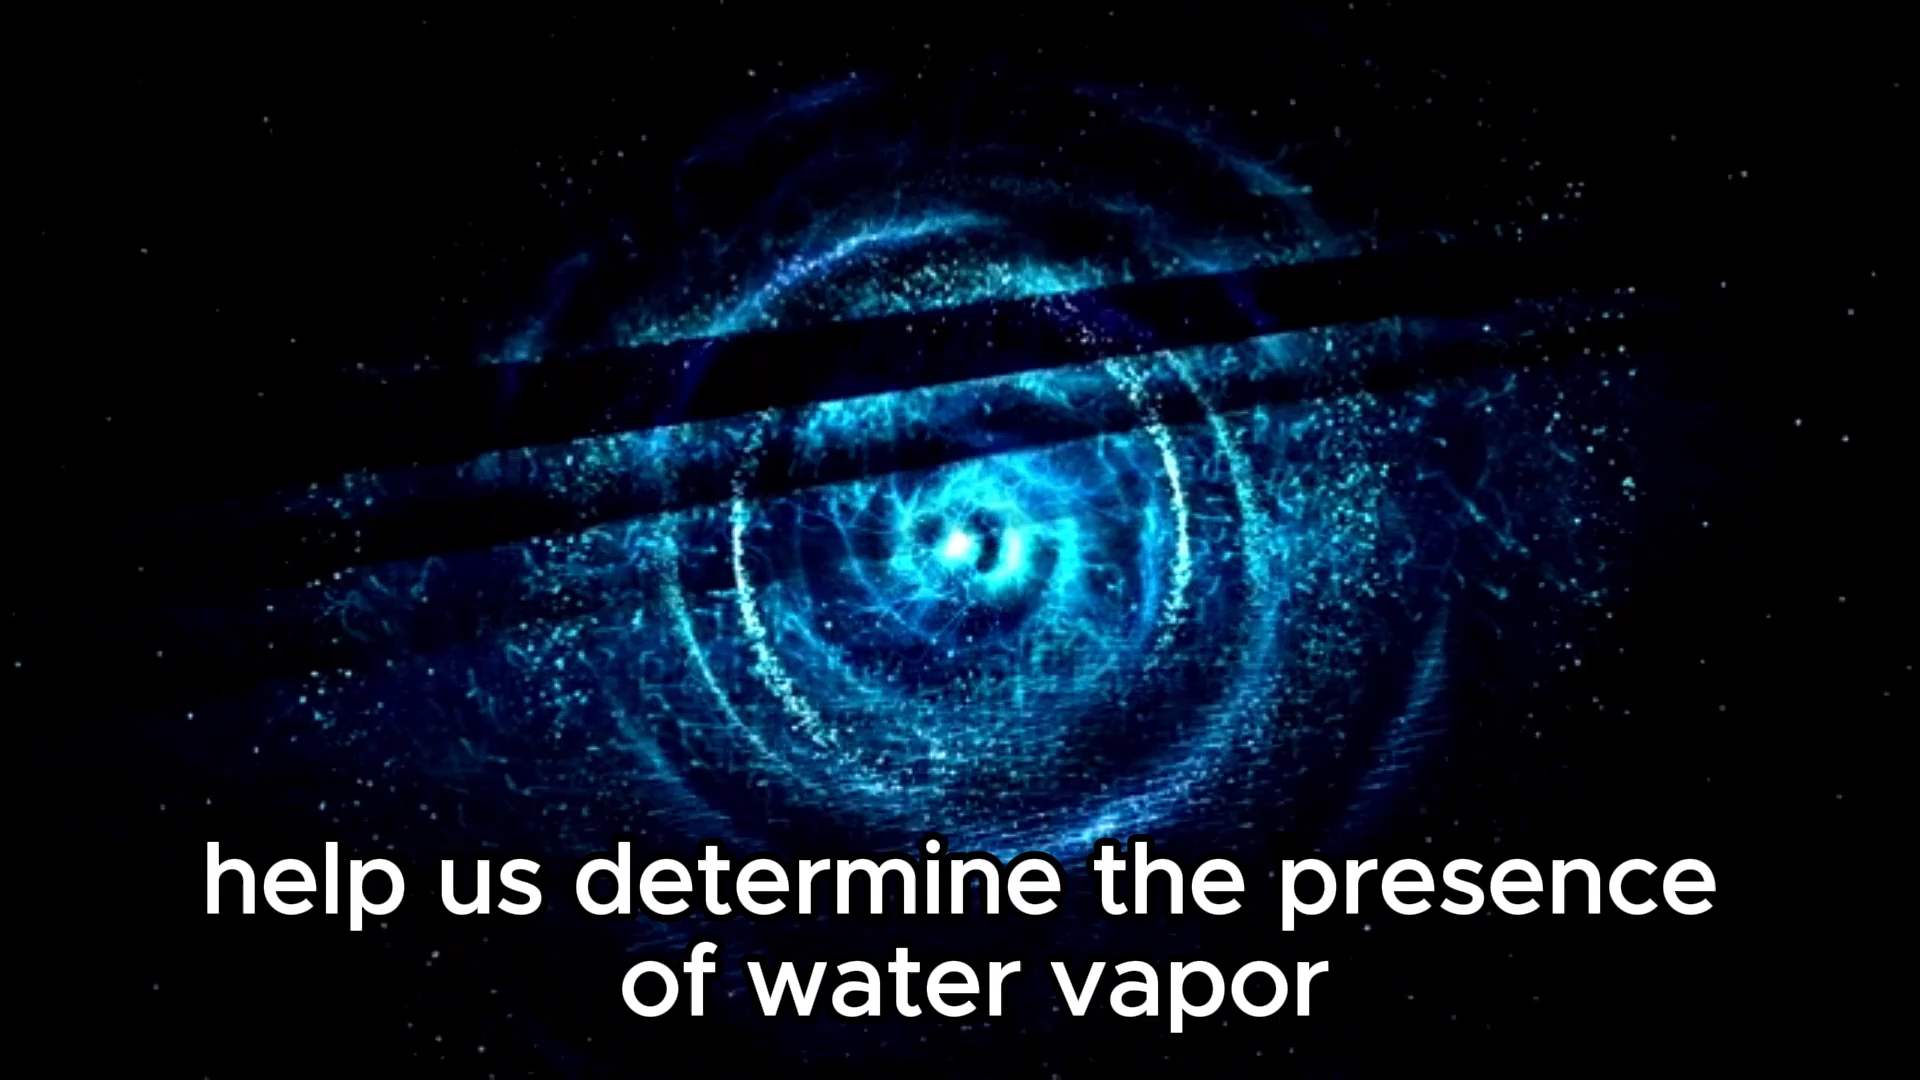 help us determine the presence
of water vapor